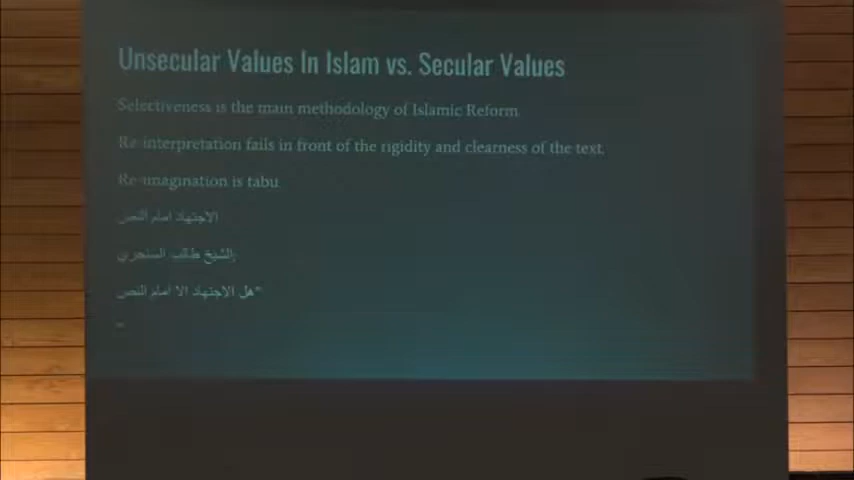 Unsecular Values In Islam vs. Secular Values
Selectiveness is the main methodology of Islamic Reform.
Re-interpretation fails in front of the rigidity and clearness of the text.
Re-imagination is tabu.
الاجتهاد امام النص
الشيخ طالب السنجري:
"هل الاجتهاد الا امام النص
"